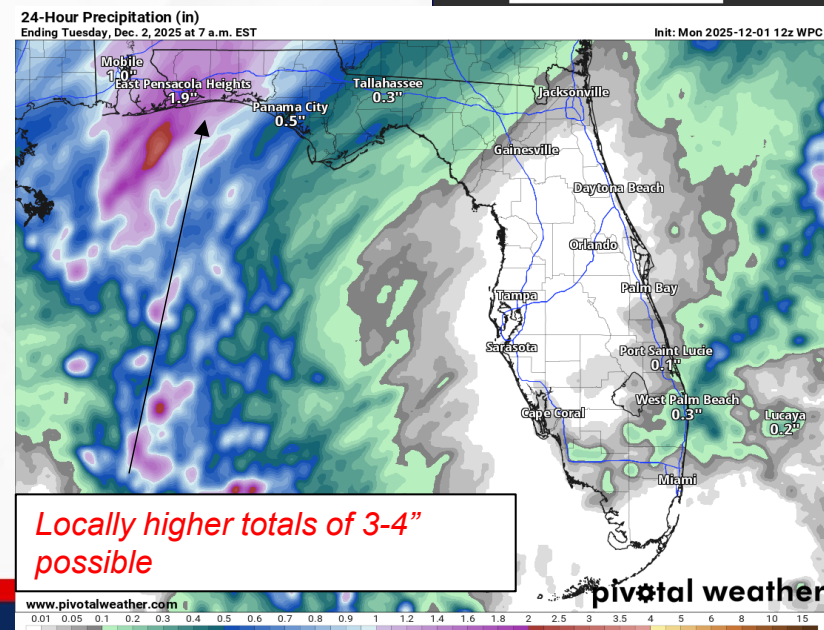 24-Hour Precipitation (in)
Ending Tuesday, Dec. 2, 2025 at 7 a.m. EST
Init: Mon 2025-12-01 12z WPC
Mobile
1.0"
East Pensacola Heights
1.9"
Panama City
0.5"
Tallahassee
0.3"
Jacksonville
Gainesville
Daytona Beach
Orlando
Tampa
Palm Bay
Sarasota
Port Saint Lucie
0.1"
Cape Coral
West Palm Beach
0.3"
Lucaya
0.2"
Miami
Locally higher totals of 3-4”
possible
www.pivotalweather.com
pivotal weather
0.01 0.05 0.1 0.2 0.3 0.4 0.5 0.6 0.7 0.8 0.9 1 1.2 1.4 1.6 1.8 2 2.5 3 3.5 4 5 6 8 10 15